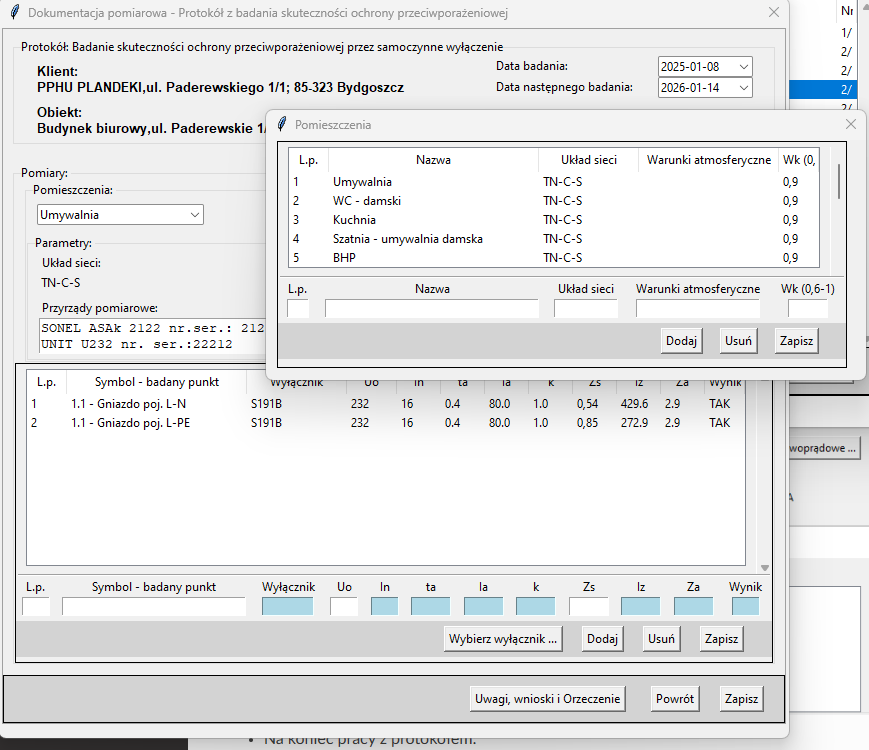 Dokumentacja pomiarowa - Protokół z badania skuteczności ochrony przeciwporażeniowej
Nr
Protokół: Badanie skuteczności ochrony przeciwporażeniowej przez samoczynne wyłączenie
1/
2/
2/
2/
2/
Klient:
PPHU PLANDEKI,ul. Paderewskiego 1/1; 85-323 Bydgoszcz
Data badania:
2025-01-08
Data następnego badania:
2026-01-14
Obiekt:
Budynek biurowy,ul. Paderewskie 1/
Pomiary:
Pomieszczenia:
Umywalnia
Parametry:
Układ sieci:
TN-C-S
Przyrządy pomiarowe:
SONEL ASAk 2122 nr.ser.: 212
UNIT U232 nr. ser.:22212
Pomieszczenia
L.p. Nazwa Układ sieci Warunki atmosferyczne Wk (0,
1 Umywalnia TN-C-S 0,9
2 WC - damski TN-C-S 0,9
3 Kuchnia TN-C-S 0,9
4 Szatnia - umywalnia damska TN-C-S 0,9
5 BHP TN-C-S 0,9
L.p. Nazwa Układ sieci Warunki atmosferyczne Wk (0,6-1)
Dodaj Usuń Zapisz
L.p. Symbol - badany punkt Wyłącznik Uo In ta Ia k Zs Iz Za Wynik
1 1.1 - Gniazdo poj. L-N S191B 232 16 0.4 80.0 1.0 0,54 429.6 2.9 TAK
2 1.1 - Gniazdo poj. L-PE S191B 232 16 0.4 80.0 1.0 0,85 272.9 2.9 TAK
woprądowe ...
L.p. Symbol - badany punkt Wyłącznik Uo In ta Ia k Zs Iz Za Wynik
Wybierz wyłącznik ... Dodaj Usuń Zapisz
Uwagi, wnioski i Orzeczenie Powrót Zapisz
Na koniec pracy z protokołem: